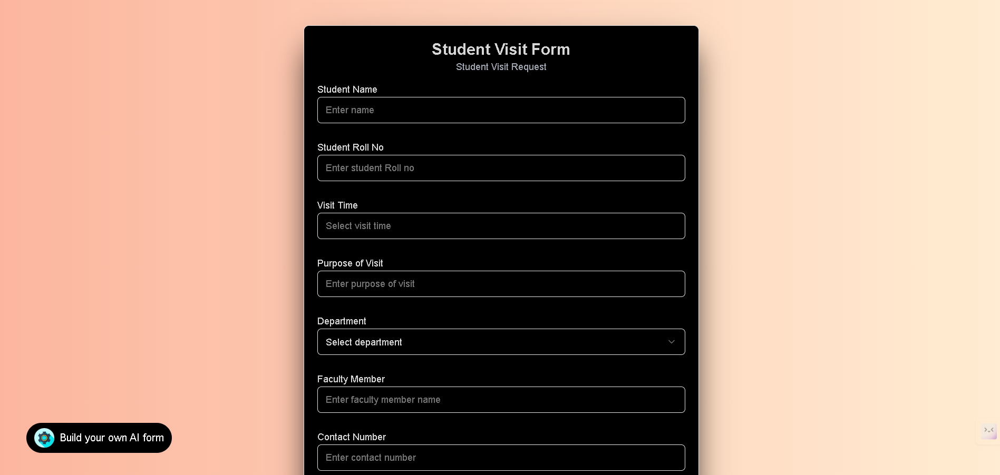 Student Visit Form
Student Visit Request
Student Name
Enter name
Student Roll No
Enter student Roll no
Visit Time
Select visit time
Purpose of Visit
Enter purpose of visit
Department
Select department
Faculty Member
Enter faculty member name
Contact Number
Enter contact number
Build your own AI form